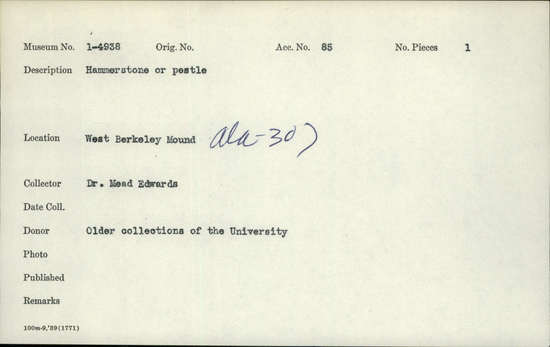 Museum No. 1-4938 Orig. No. Acc. No. 85 No. Pieces 1
Description Hammerstone or pestle
Location West Berkeley Mound ala-307
Collector Dr. Mead Edwards
Date Coll.
Donor Older collections of the University
Photo
Published
Remarks
100m-9,'39(1771)